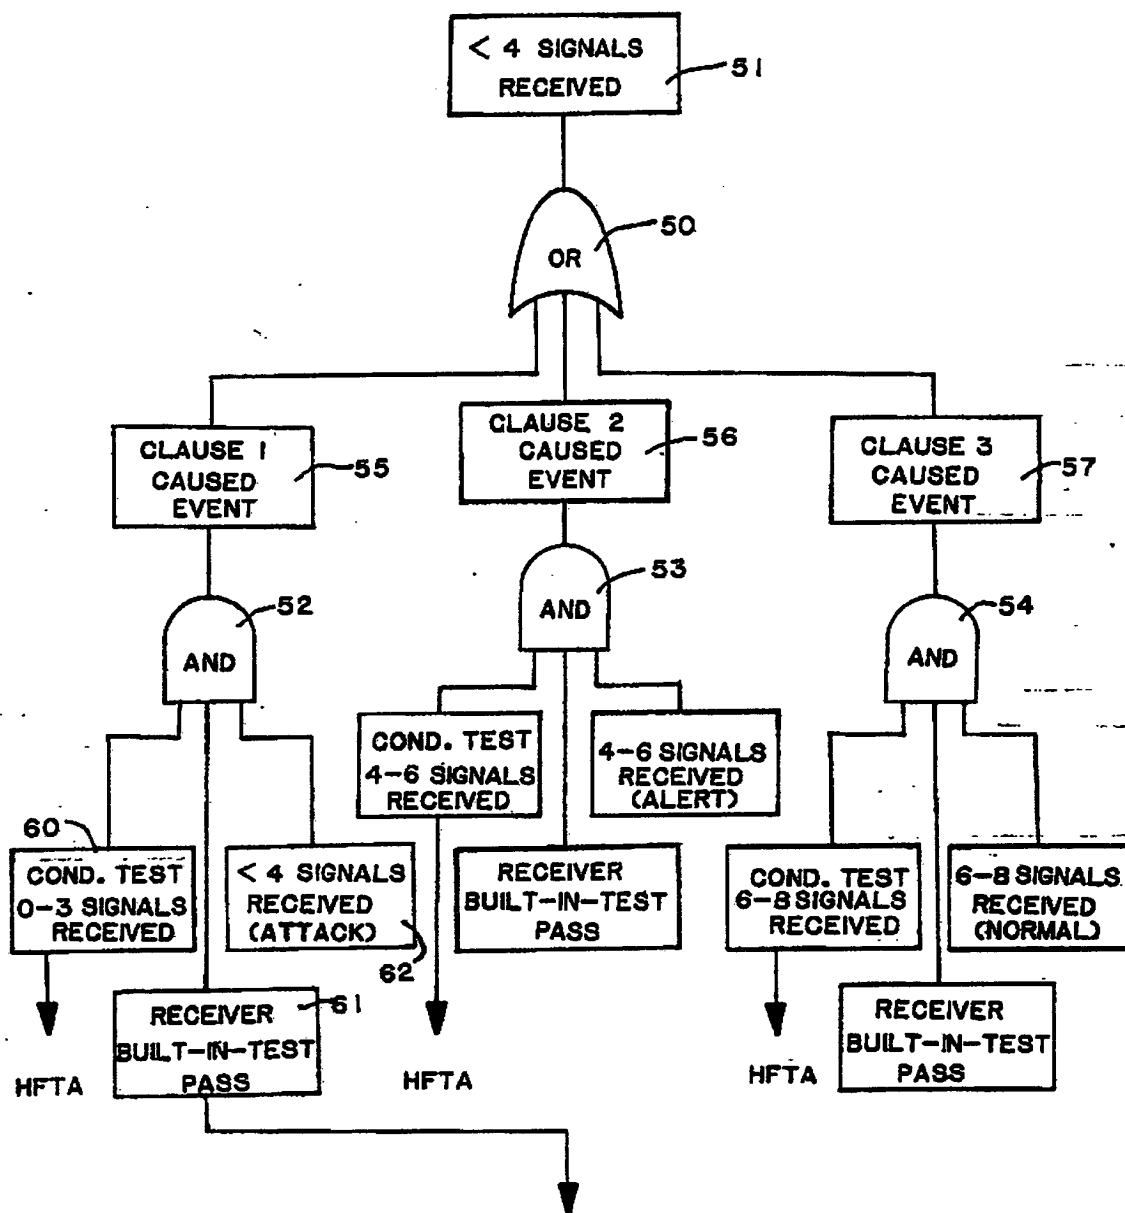 < 4 SIGNALS
RECEIVED
51
50
OR
CLAUSE 1
CAUSED
EVENT
55
CLAUSE 2
CAUSED
EVENT
56
CLAUSE 3
CAUSED
EVENT
57
52
AND
53
AND
54
AND
COND. TEST
4-6 SIGNALS
RECEIVED
4-6 SIGNALS
RECEIVED
(ALERT)
60
COND. TEST
0-3 SIGNALS
RECEIVED
< 4 SIGNALS
RECEIVED
(ATTACK)
62
RECEIVER
BUILT-IN-TEST
PASS
COND. TEST
6-8 SIGNALS
RECEIVED
6-8 SIGNALS
RECEIVED
(NORMAL)
HFTA
RECEIVER
BUILT-IN-TEST
PASS
61
HFTA
HFTA
RECEIVER
BUILT-IN-TEST
PASS